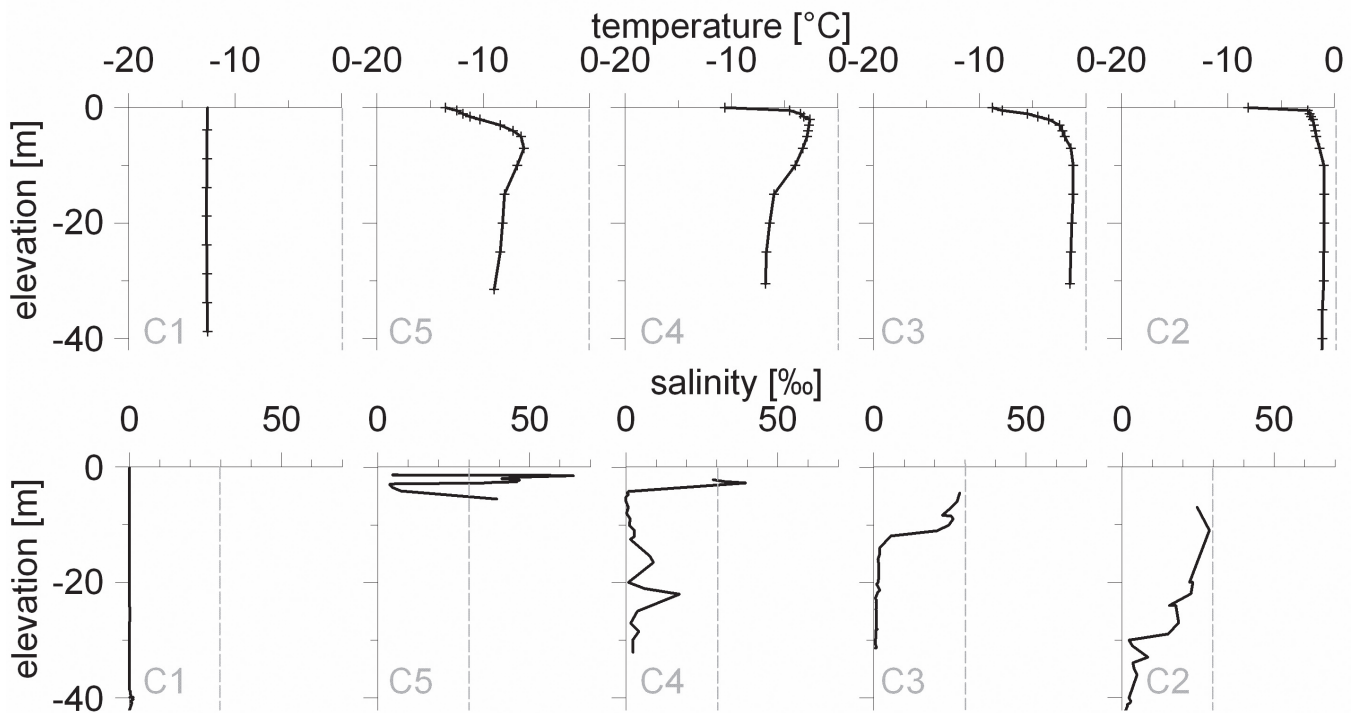 temperature [°C]
-20 -10 0-20 -10 0-20 -10 0-20 -10 0-20 -10 0
elevation [m]
0
-20
-40
C1 C5 C4 C3 C2
salinity [‰]
0 50 0 50 0 50 0 50 0 50
elevation [m]
0
-20
-40
C1 C5 C4 C3 C2